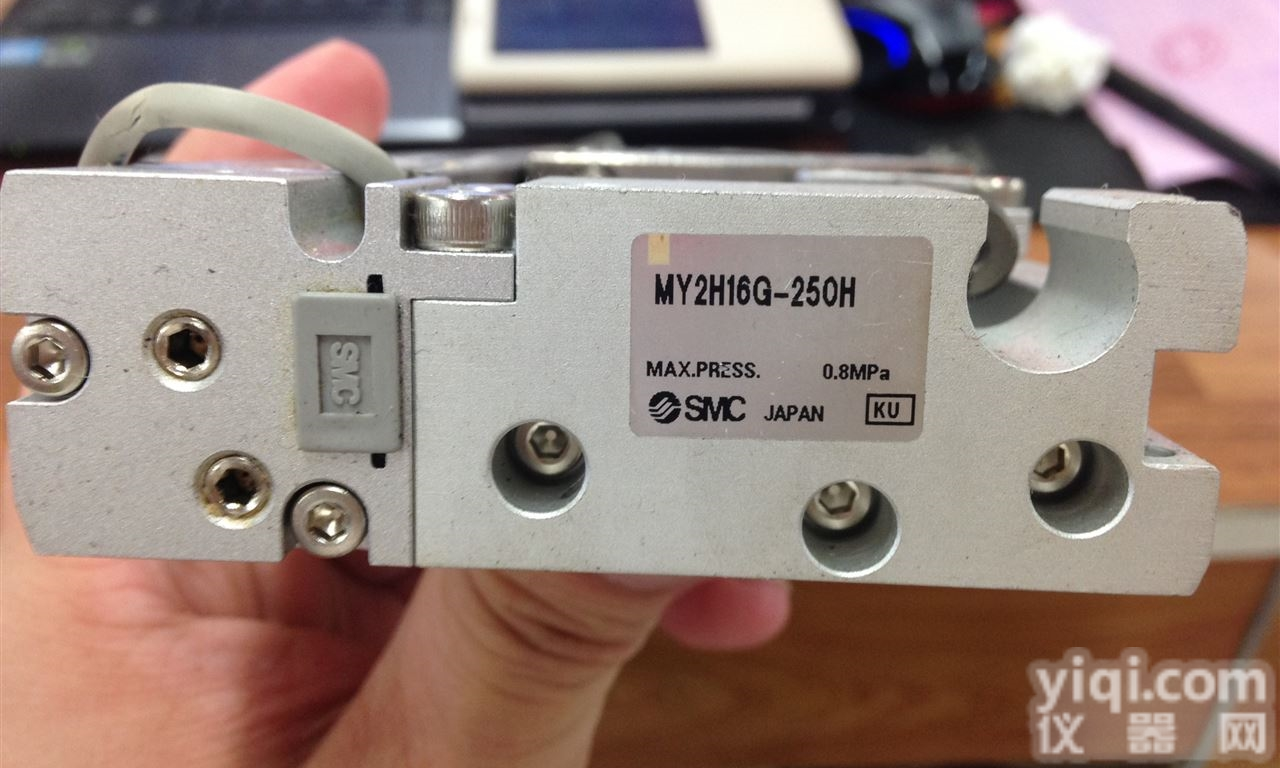 MY2H16G-250H
MAX.PRESS. 0.8MPa
SMC JAPAN KU
SMC
yiqi.com
仪器网